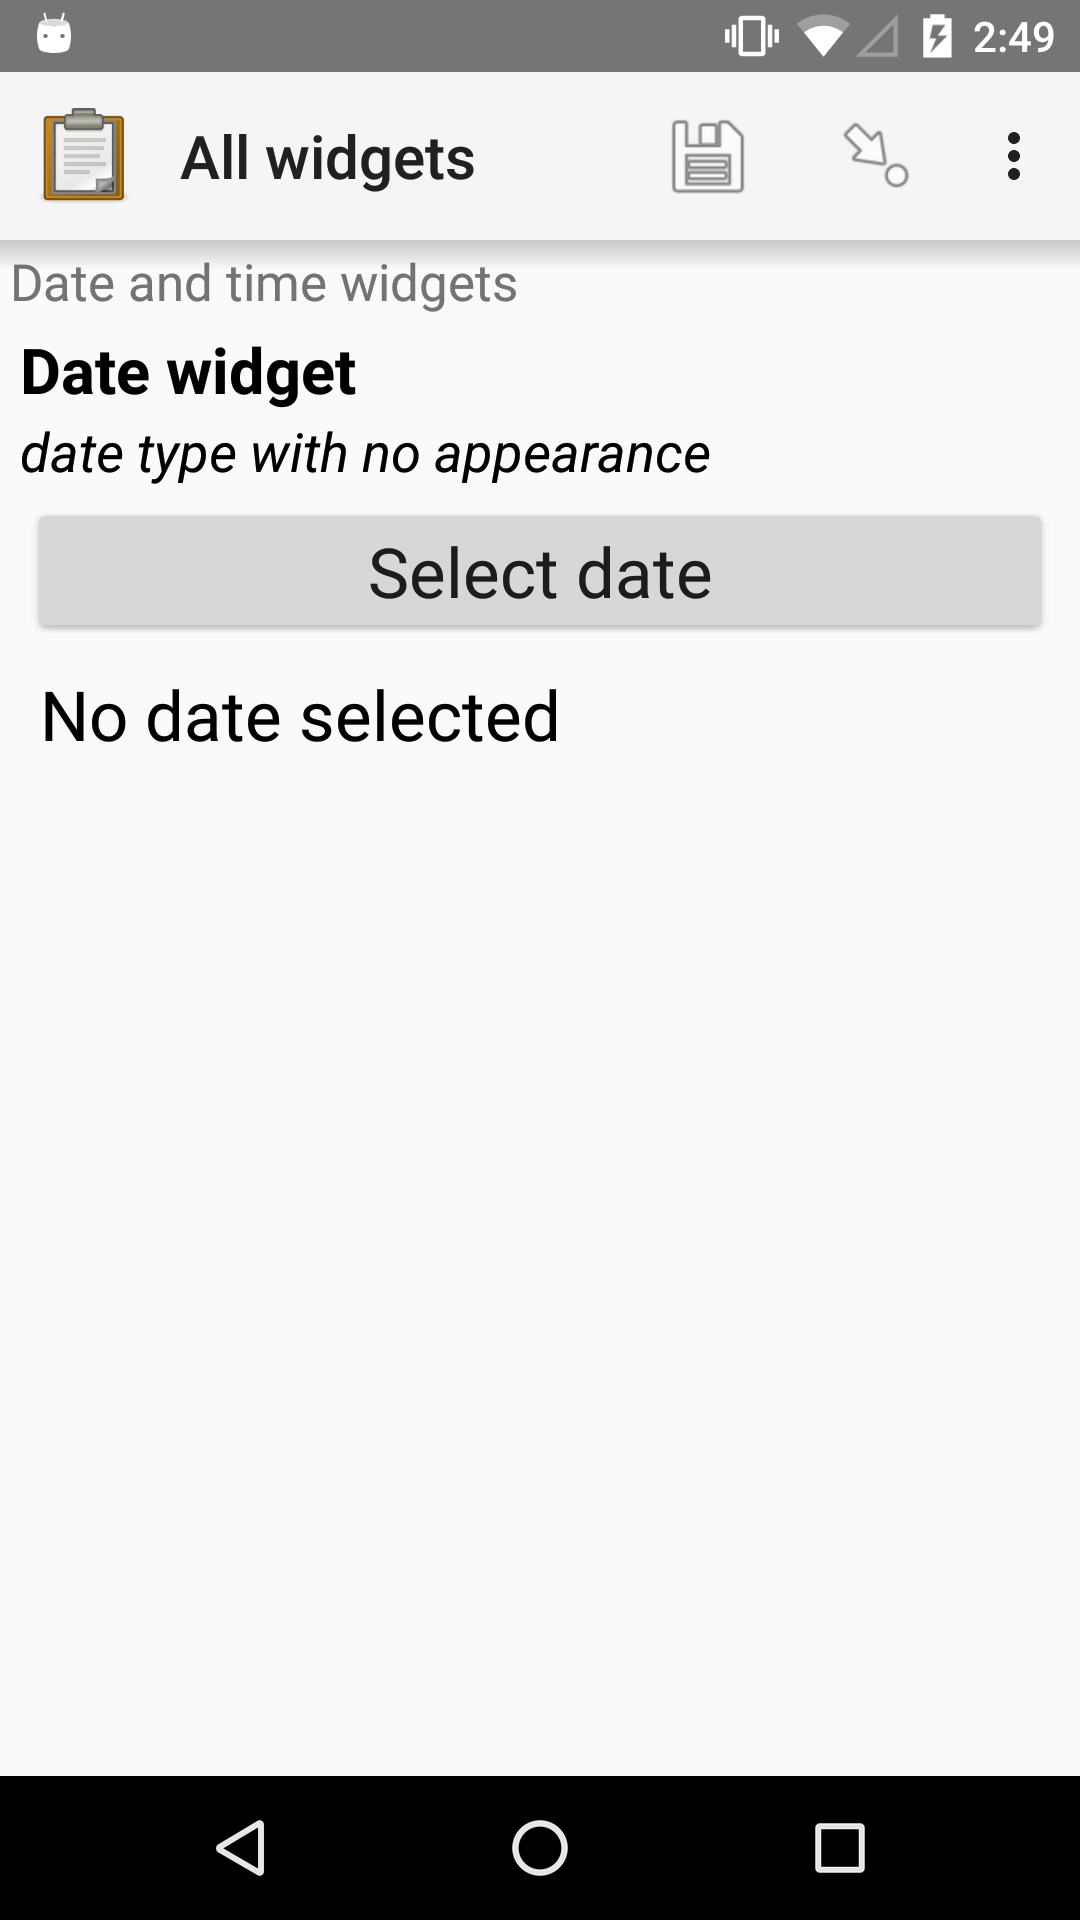 2:49
All widgets
Date and time widgets
Date widget
date type with no appearance
Select date
No date selected